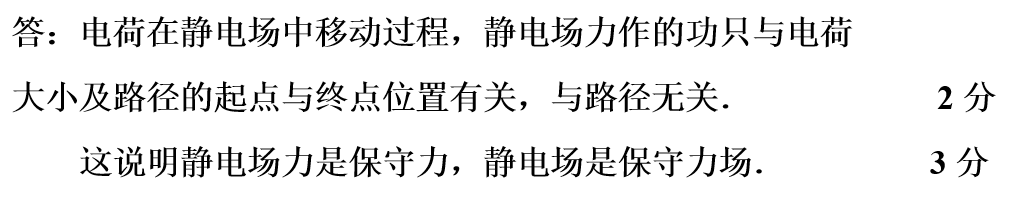 答：电荷在静电场中移动过程，静电场力作的功只与电荷
大小及路径的起点与终点位置有关，与路径无关． 2 分
这说明静电场力是保守力，静电场是保守力场． 3 分